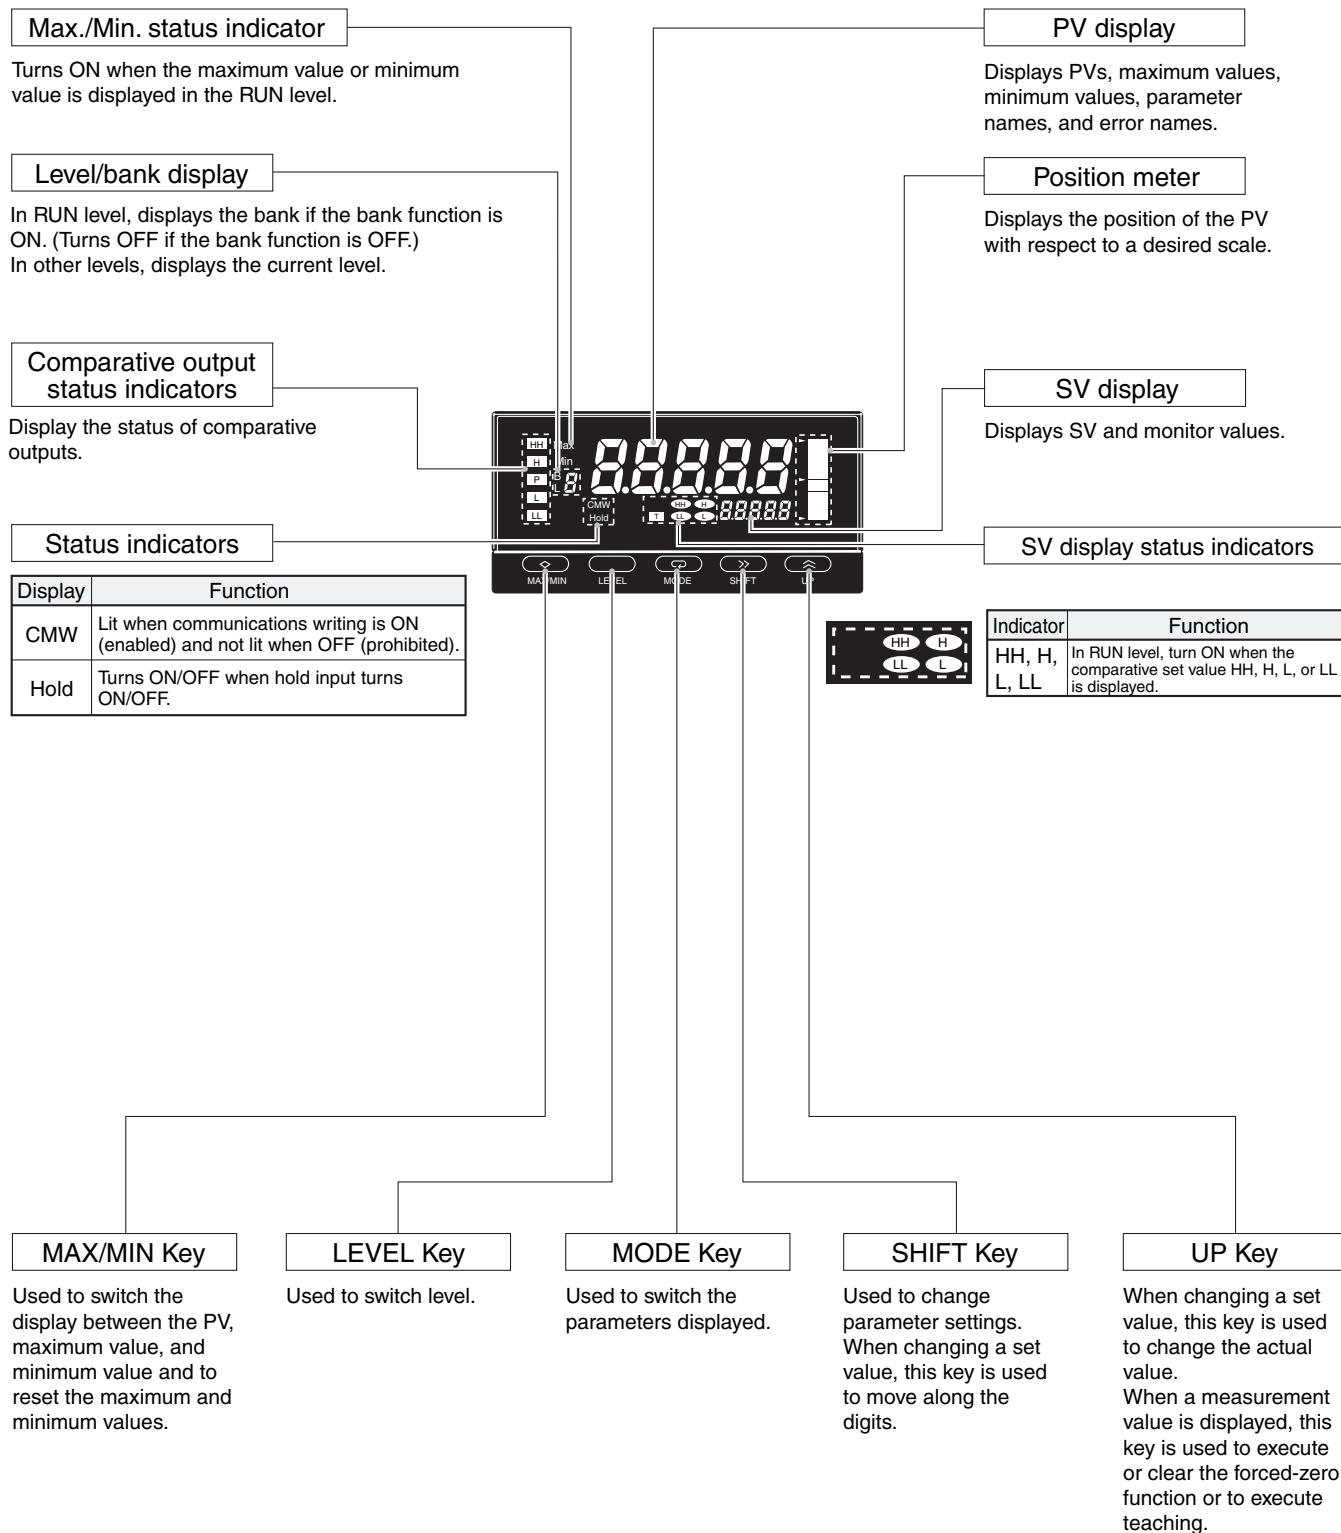 Max./Min. status indicator
Turns ON when the maximum value or minimum
value is displayed in the RUN level.
Level/bank display
In RUN level, displays the bank if the bank function is
ON. (Turns OFF if the bank function is OFF.)
In other levels, displays the current level.
Comparative output
status indicators
Display the status of comparative
outputs.
Status indicators
Display Function
CMW Lit when communications writing is ON
(enabled) and not lit when OFF (prohibited).
Hold Turns ON/OFF when hold input turns
ON/OFF.
PV display
Displays PVs, maximum values,
minimum values, parameter
names, and error names.
Position meter
Displays the position of the PV
with respect to a desired scale.
SV display
Displays SV and monitor values.
SV display status indicators
Indicator Function
HH, H,
L, LL
In RUN level, turn ON when the
comparative set value HH, H, L, or LL
is displayed.
HH Max
H Min
P B
L L 8
LL
8.8.8.8.8
CMW
Hold
HH H
T LL L
88888
MAX/MIN LEVEL MODE SHIFT UP
HH H
LL L
MAX/MIN Key
Used to switch the
display between the PV,
maximum value, and
minimum value and to
reset the maximum and
minimum values.
LEVEL Key
Used to switch level.
MODE Key
Used to switch the
parameters displayed.
SHIFT Key
Used to change
parameter settings.
When changing a set
value, this key is used
to move along the
digits.
UP Key
When changing a set
value, this key is used
to change the actual
value.
When a measurement
value is displayed, this
key is used to execute
or clear the forced-zero
function or to execute
teaching.